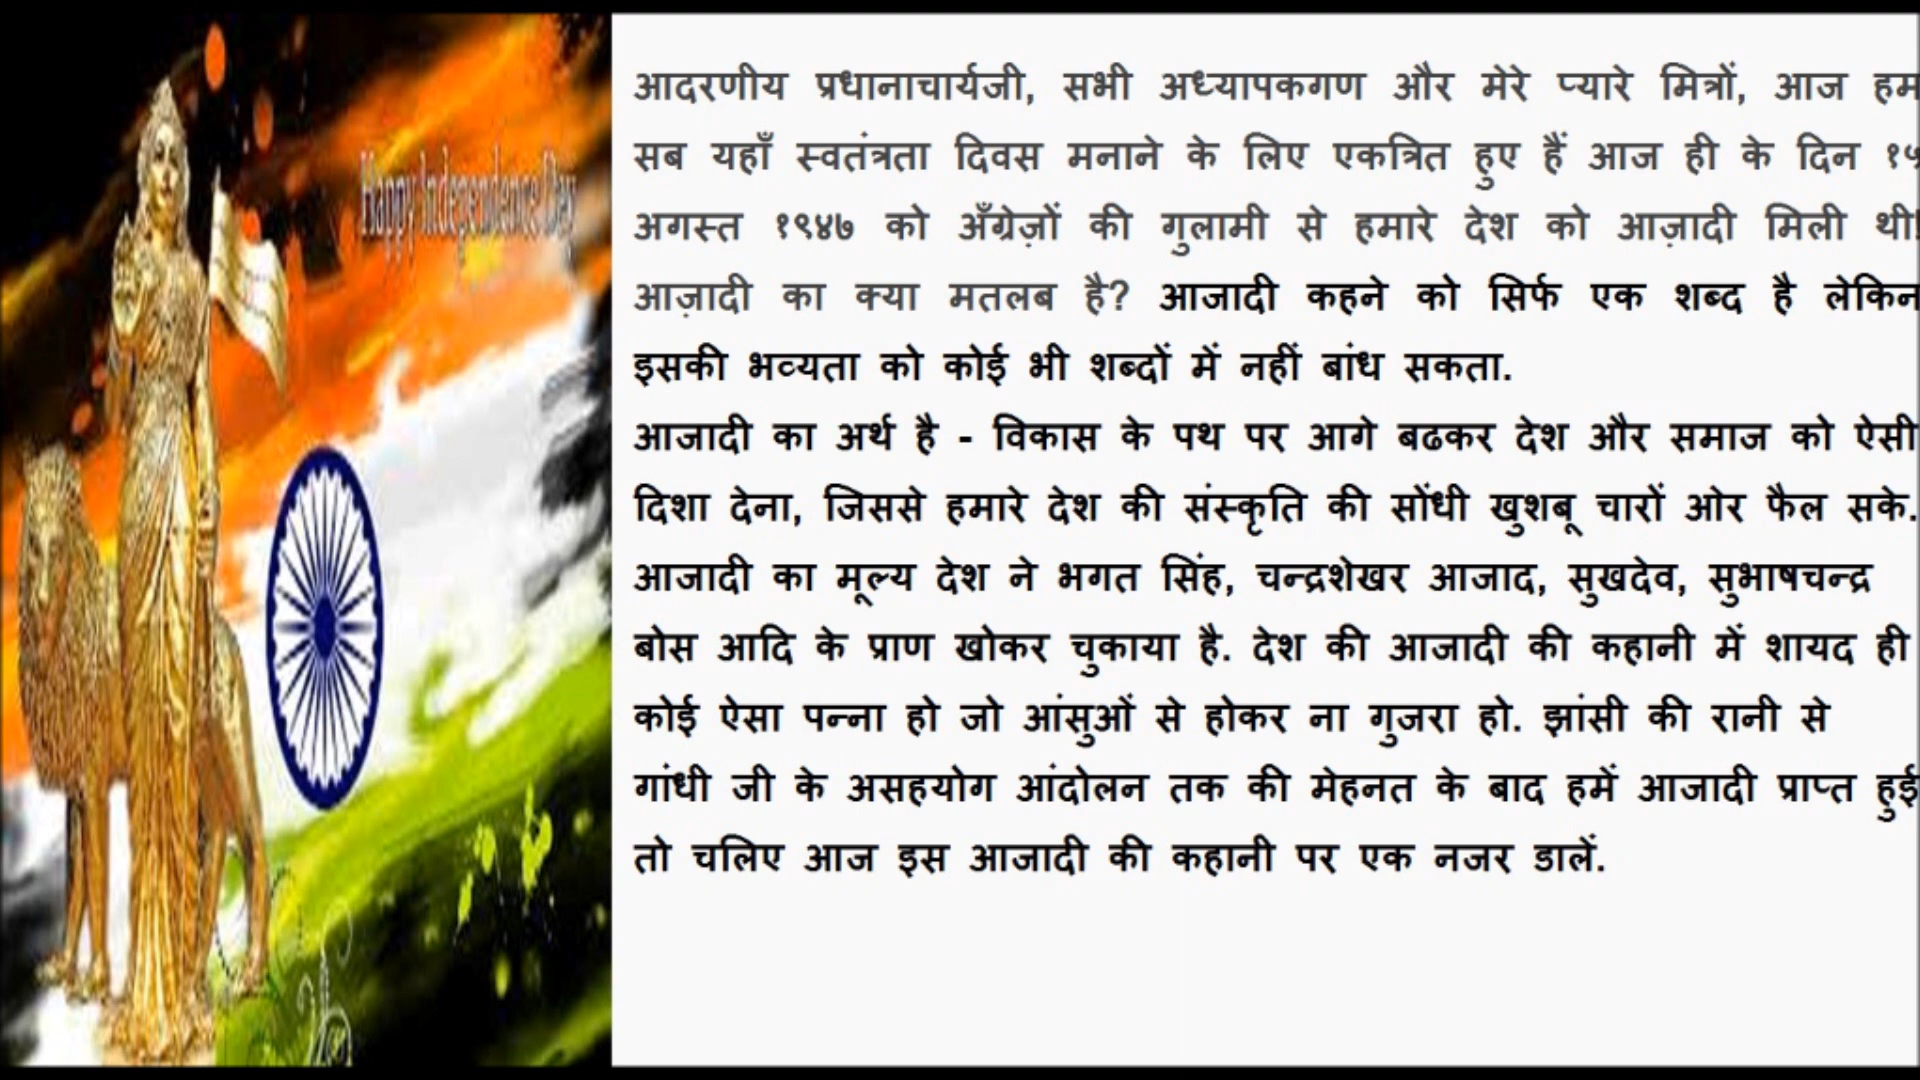 Happy Independence Day
आदरणीय प्रधानाचार्यजी, सभी अध्यापकगण और मेरे प्यारे मित्रों, आज हम
सब यहाँ स्वतंत्रता दिवस मनाने के लिए एकत्रित हुए हैं आज ही के दिन १५
अगस्त १९४७ को अँग्रेज़ों की गुलामी से हमारे देश को आज़ादी मिली थी!
आज़ादी का क्या मतलब है? आजादी कहने को सिर्फ एक शब्द है लेकिन
इसकी भव्यता को कोई भी शब्दों में नहीं बांध सकता.
आजादी का अर्थ है - विकास के पथ पर आगे बढकर देश और समाज को ऐसी
दिशा देना, जिससे हमारे देश की संस्कृति की सोंधी खुशबू चारों ओर फैल सके.
आजादी का मूल्य देश ने भगत सिंह, चन्द्रशेखर आजाद, सुखदेव, सुभाषचन्द्र
बोस आदि के प्राण खोकर चुकाया है. देश की आजादी की कहानी में शायद ही
कोई ऐसा पन्ना हो जो आंसुओं से होकर ना गुजरा हो. झांसी की रानी से
गांधी जी के असहयोग आंदोलन तक की मेहनत के बाद हमें आजादी प्राप्त हुई
तो चलिए आज इस आजादी की कहानी पर एक नजर डालें.